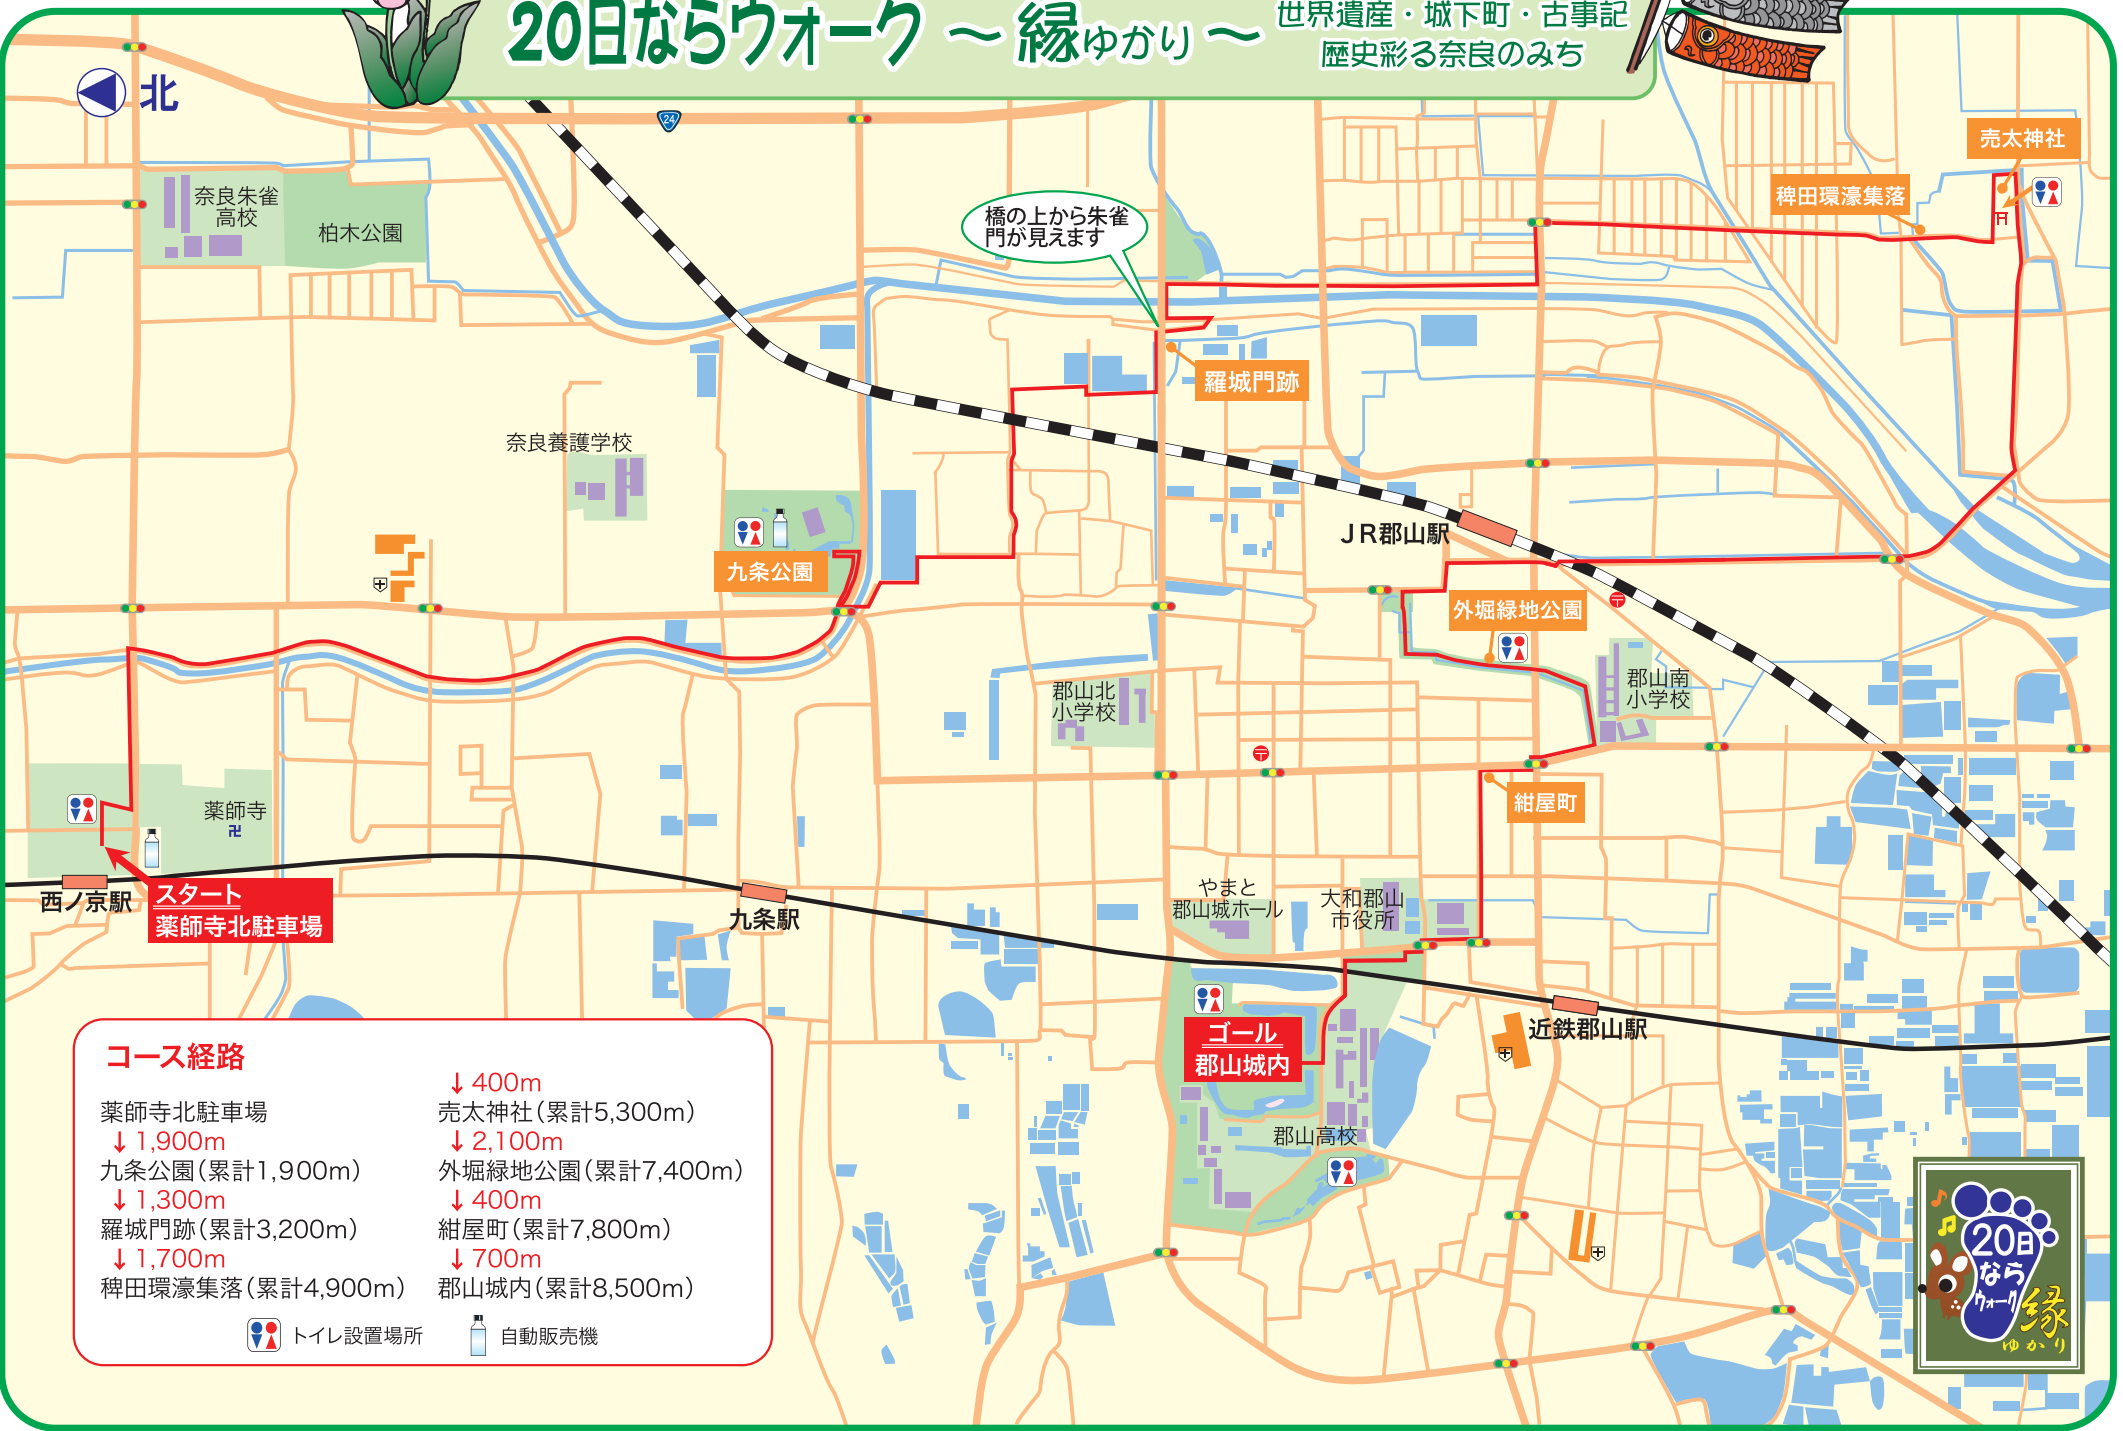 20日ならウォーク ～縁ゆかり～
世界遺産・城下町・古事記
歴史彩る奈良のみち
北
24
売太神社
稗田環濠集落
奈良朱雀
高校
柏木公園
橋の上から朱雀
門が見えます
羅城門跡
奈良養護学校
JR郡山駅
九条公園
外堀緑地公園
〒
郡山南
小学校
郡山北
小学校
〒
紺屋町
薬師寺
卍
西ノ京駅
スタート
薬師寺北駐車場
九条駅
やまと
郡山城ホール
大和郡山
市役所
ゴール
郡山城内
近鉄郡山駅
郡山高校
コース経路
薬師寺北駐車場
↓1,900m
九条公園(累計1,900m)
↓1,300m
羅城門跡(累計3,200m)
↓1,700m
稗田環濠集落(累計4,900m)
↓400m
売太神社(累計5,300m)
↓2,100m
外堀緑地公園(累計7,400m)
↓400m
紺屋町(累計7,800m)
↓700m
郡山城内(累計8,500m)
トイレ設置場所
自動販売機
20日
なら
ウォーク
縁
ゆかり